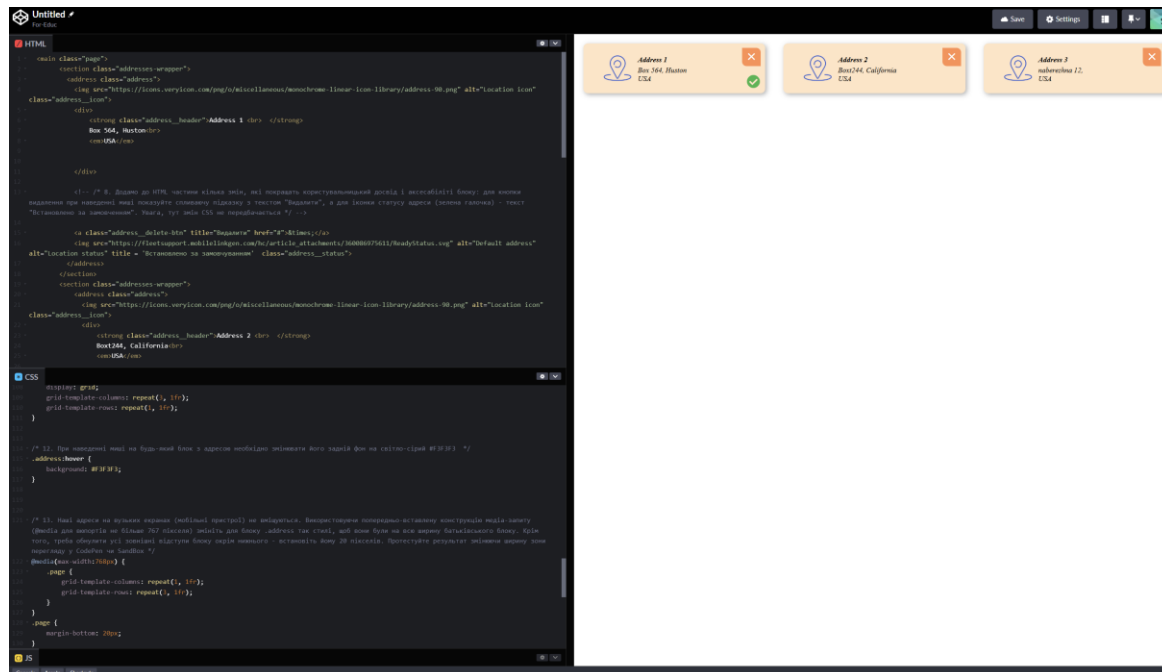 Untitled
For Educ
Save
Settings
HTML
<main class="page">
<section class="addresses-wrapper">
<address class="address">
<img src="https://icons.veryicon.com/png/o/miscellaneous/monochrome-linear-icon-library/address-90.png" alt="Location icon"
class="address__icon">
<div>
<strong class="address__header">Address 1 <br> </strong>
Box 564, Huston<br>
<em>USA</em>
</div>
<!-- /* 8. Додамо до HTML частини кілька змін, які покращать користувальницький досвід і аксесабіліті блоку: для кнопки
видалення при наведенні миші показуйте спливаючу підказку з текстом "Видалити", а для іконки статусу адреси (зелена галочка) - текст
"Встановлено за замовченням". Увага, тут змін CSS не передбачається */ -->
<a class="address__delete-btn" title="Видалити" href="#">&times;</a>
<img src="https://fleetsupport.mobilelinkgen.com/hc/article_attachments/360086975611/ReadyStatus.svg" alt="Default address"
alt="Location status" title = 'Встановлено за замовчуванням' class="address__status">
</address>
</section>
<section class="addresses-wrapper">
<address class="address">
<img src="https://icons.veryicon.com/png/o/miscellaneous/monochrome-linear-icon-library/address-90.png" alt="Location icon"
class="address__icon">
<div>
<strong class="address__header">Address 2 <br> </strong>
Boxt244, California<br>
<em>USA</em>
CSS
display: grid;
grid-template-columns: repeat(3, 1fr);
grid-template-rows: repeat(1, 1fr);
}
/* 12. При наведенні миші на будь-який блок з адресою необхідно змінювати його задній фон на світло-сірий #F3F3F3 */
.address:hover {
background: #F3F3F3;
}
/* 13. Наші адреси на вузьких екранах (мобільні пристрої) не вміщуються. Використовуючи попередньо-вставлену конструкцію медіа-запиту
(@media для вюпортів не більше 767 пікселів) змініть для блоку .address так стилі, щоб вони були на всю ширину батьківського блоку. Крім
того, треба обнулити усі зовнішні відступи блоку окрім нижнього - встановіть йому 20 пікселів. Протестуйте результат змінюючи ширину зони
перегляду у CodePen чи SandBox */
@media(max-width:768px) {
.page {
grid-template-columns: repeat(1, 1fr);
grid-template-rows: repeat(3, 1fr);
}
}
.page {
margin-bottom: 20px;
}
JS
Address 1
Box 564, Huston
USA
Address 2
Boxt244, California
USA
Address 3
naberezhna 12,
USA